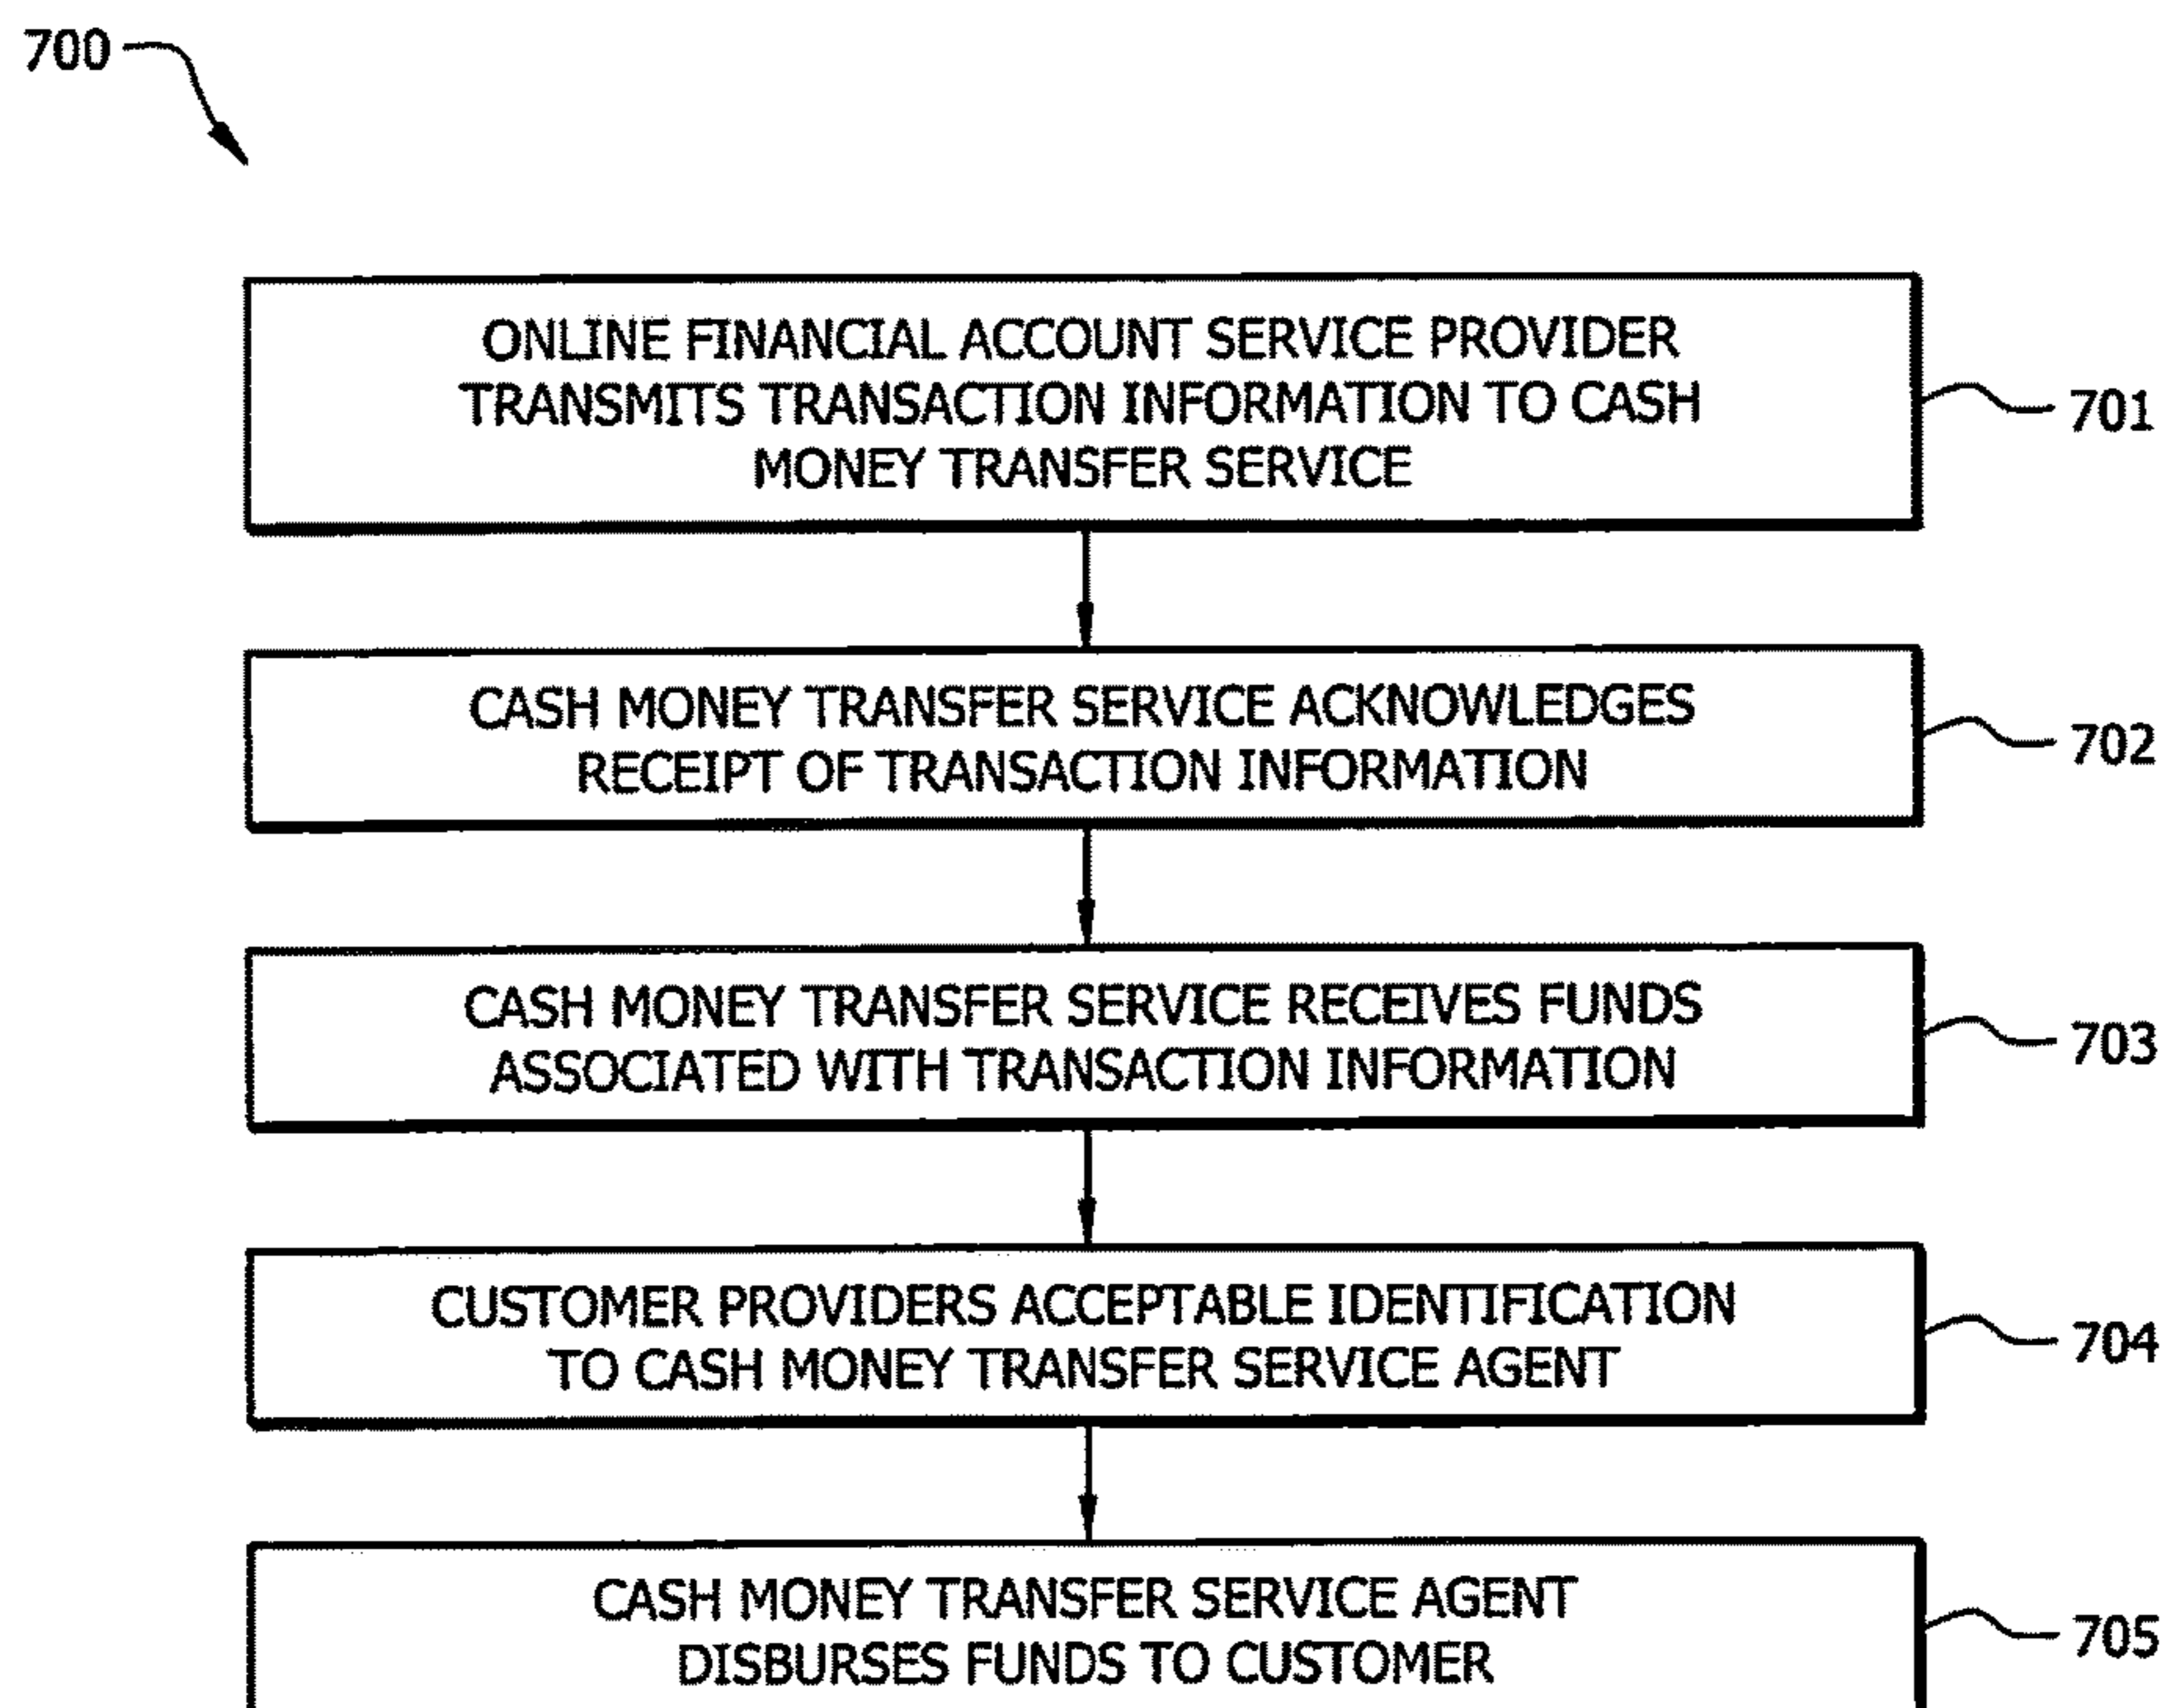 700
ONLINE FINANCIAL ACCOUNT SERVICE PROVIDER
TRANSMITS TRANSACTION INFORMATION TO CASH
MONEY TRANSFER SERVICE
701
CASH MONEY TRANSFER SERVICE ACKNOWLEDGES
RECEIPT OF TRANSACTION INFORMATION
702
CASH MONEY TRANSFER SERVICE RECEIVES FUNDS
ASSOCIATED WITH TRANSACTION INFORMATION
703
CUSTOMER PROVIDERS ACCEPTABLE IDENTIFICATION
TO CASH MONEY TRANSFER SERVICE AGENT
704
CASH MONEY TRANSFER SERVICE AGENT
DISBURSES FUNDS TO CUSTOMER
705